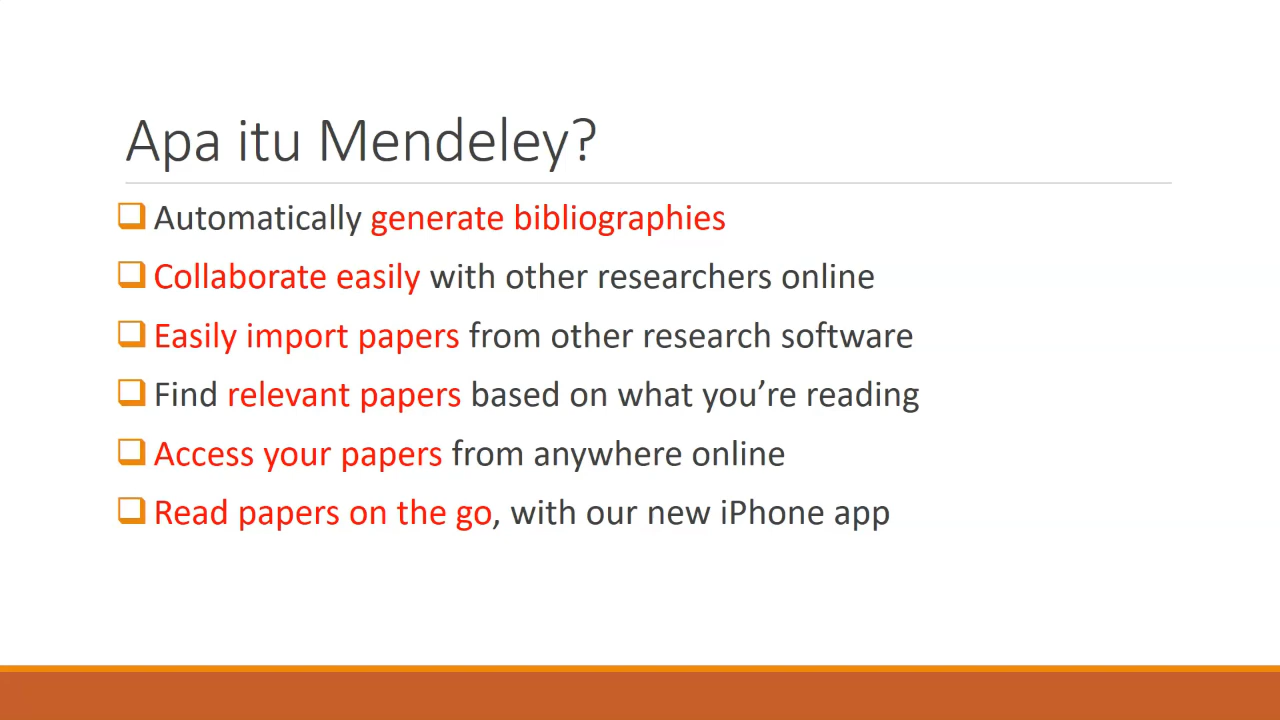 Apa itu Mendeley?
Automatically generate bibliographies
Collaborate easily with other researchers online
Easily import papers from other research software
Find relevant papers based on what you’re reading
Access your papers from anywhere online
Read papers on the go, with our new iPhone app